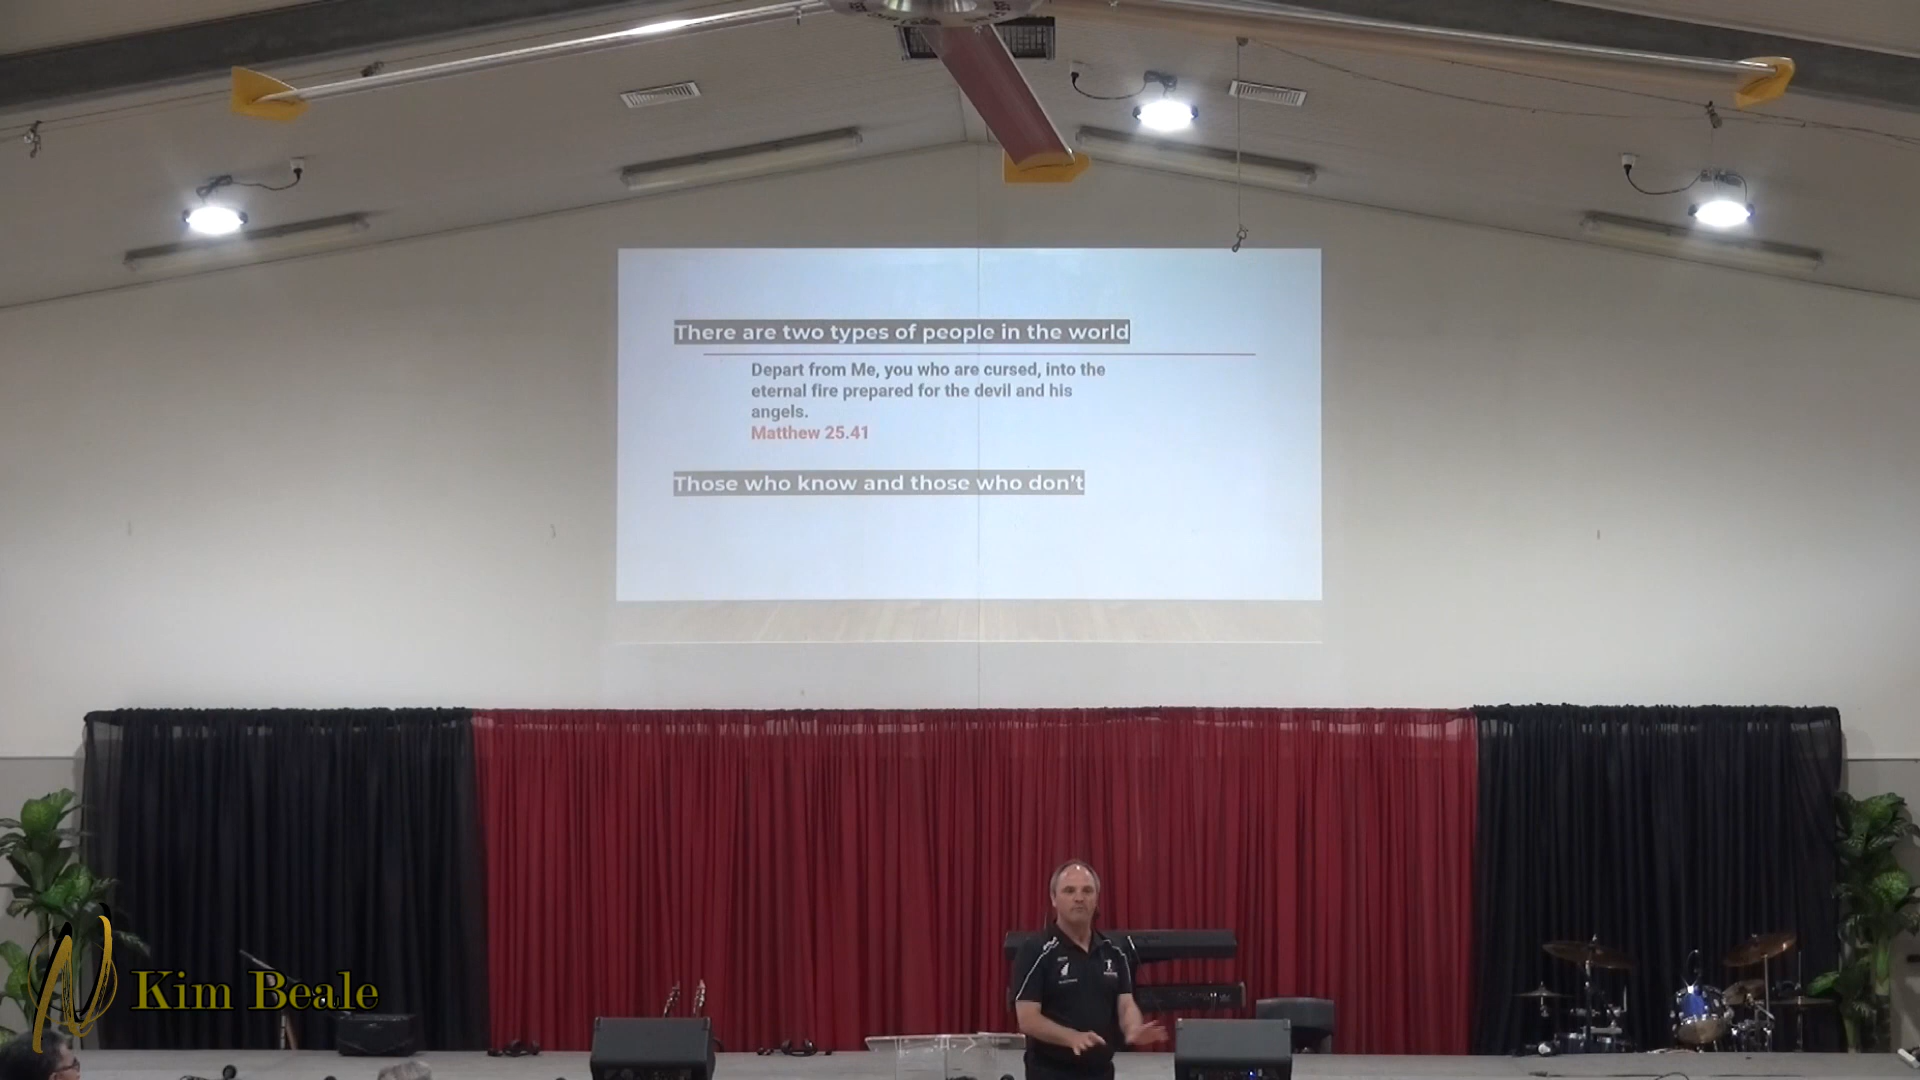 There are two types of people in the world
Depart from Me, you who are cursed, into the
eternal fire prepared for the devil and his
angels.
Matthew 25.41
Those who know and those who don't
Kim Beale